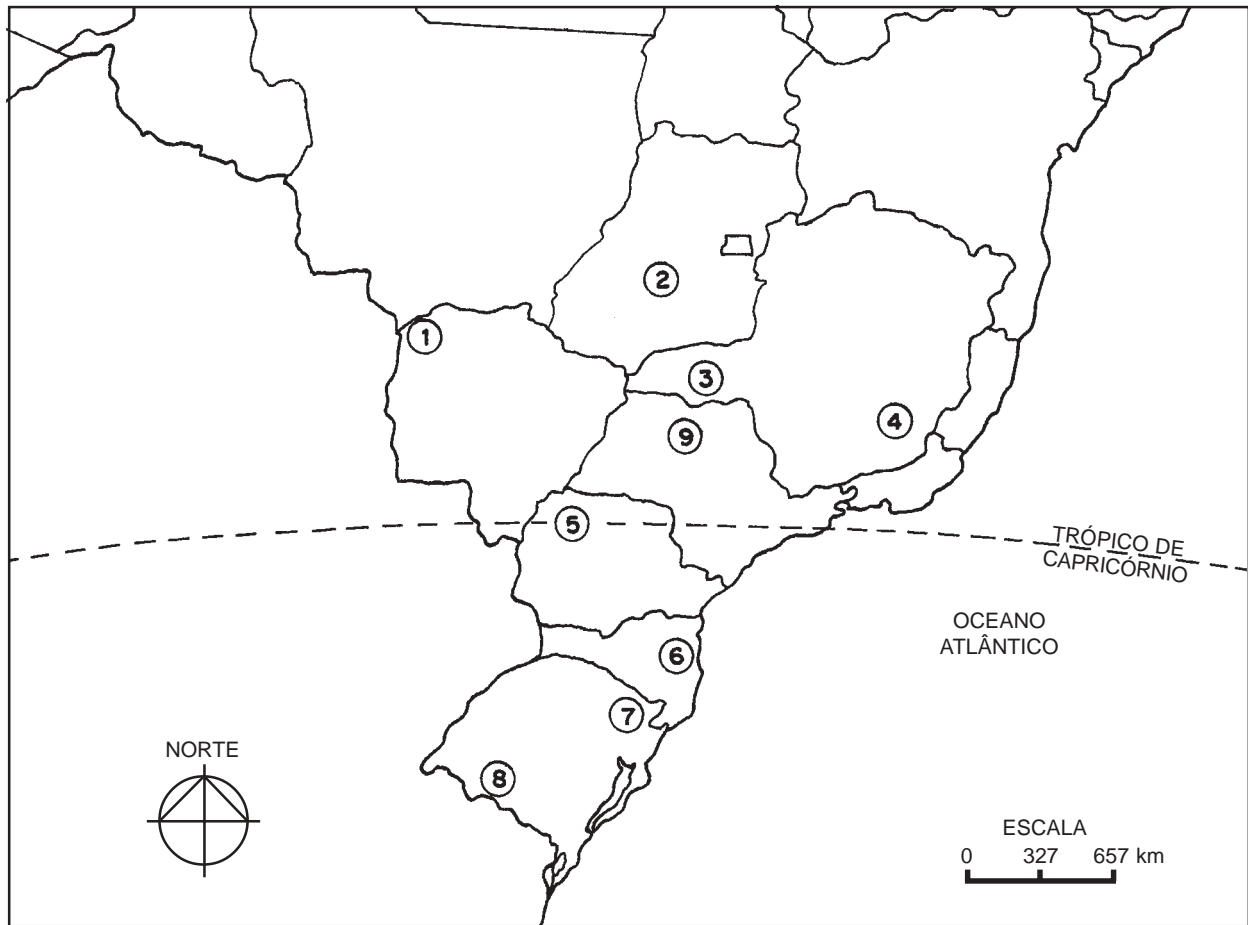 1
2
3
4
9
5
TRÓPICO DE
CAPRICÓRNIO
OCEANO
ATLÂNTICO
6
7
NORTE
8
ESCALA
0 327 657 km